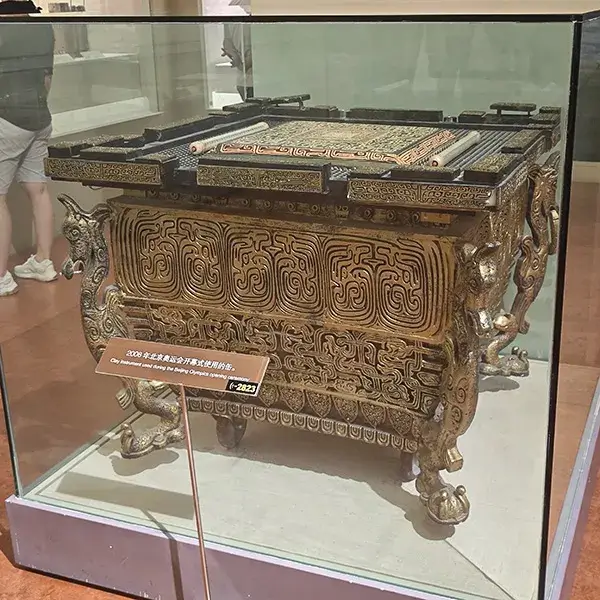 2008 年北京奥运会开幕式使用的缶。
Clay Instrument used during the Beijing Olympics opening ceremony.
2823